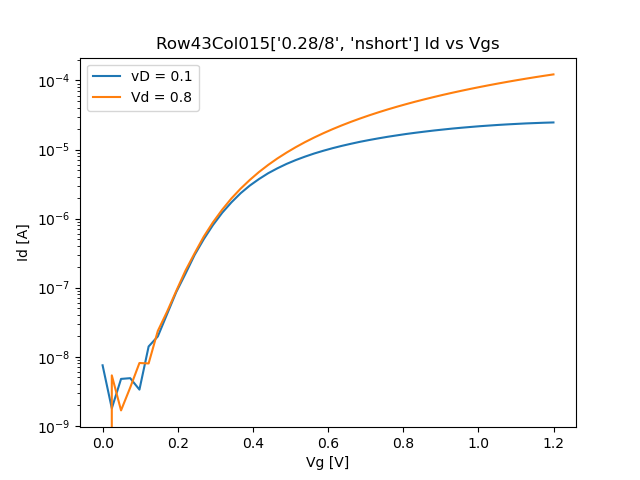 Row43Col015['0.28/8', 'nshort'] Id vs Vgs
vD = 0.1
Vd = 0.8
Id [A]
10⁻⁴
10⁻⁵
10⁻⁶
10⁻⁷
10⁻⁸
10⁻⁹
0.0 0.2 0.4 0.6 0.8 1.0 1.2
Vg [V]